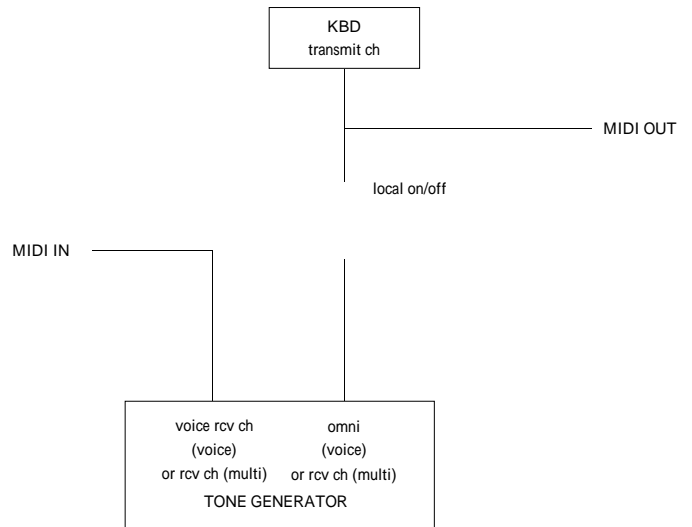 KBD
transmit ch
MIDI OUT
local on/off
MIDI IN
voice rcv ch
(voice)
or rcv ch (multi)
omni
(voice)
or rcv ch (multi)
TONE GENERATOR